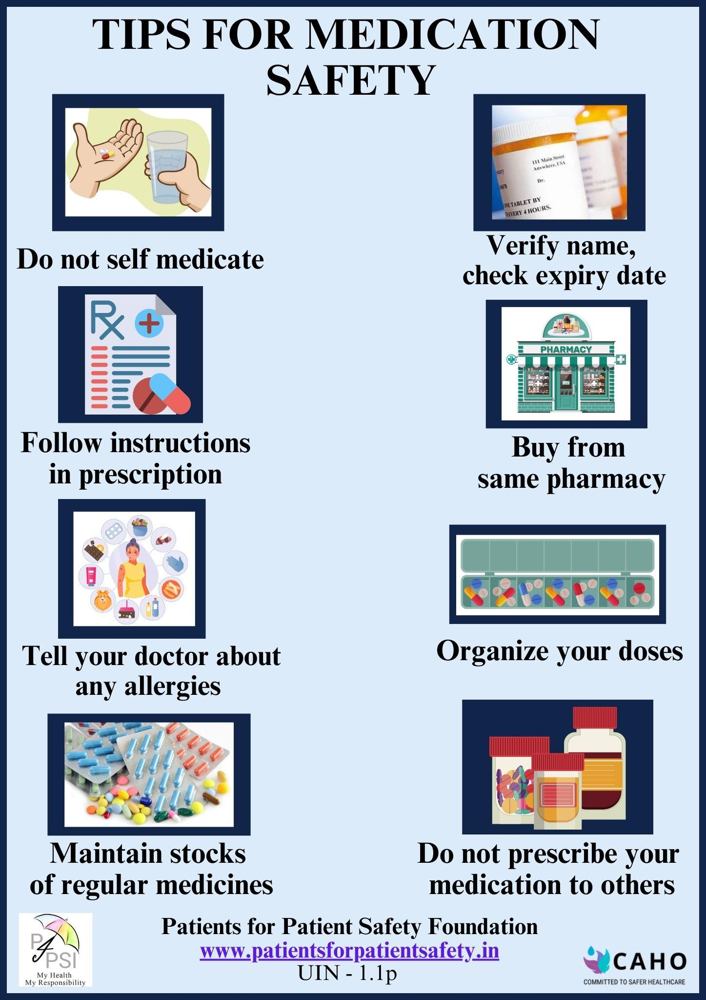 TIPS FOR MEDICATION
SAFETY
111 Main Street
Anywhere, USA
Dr.
TABLET BY
EVERY 4 HOURS.
Do not self medicate
Verify name,
check expiry date
Rx
PHARMACY
OPEN
Follow instructions
in prescription
Buy from
same pharmacy
Tell your doctor about
any allergies
Organize your doses
Maintain stocks
of regular medicines
Do not prescribe your
medication to others
P4PSI
My Health
My Responsibility
Patients for Patient Safety Foundation
www.patientsforpatientsafety.in
UIN - 1.1p
CAHO
COMMITTED TO SAFER HEALTHCARE